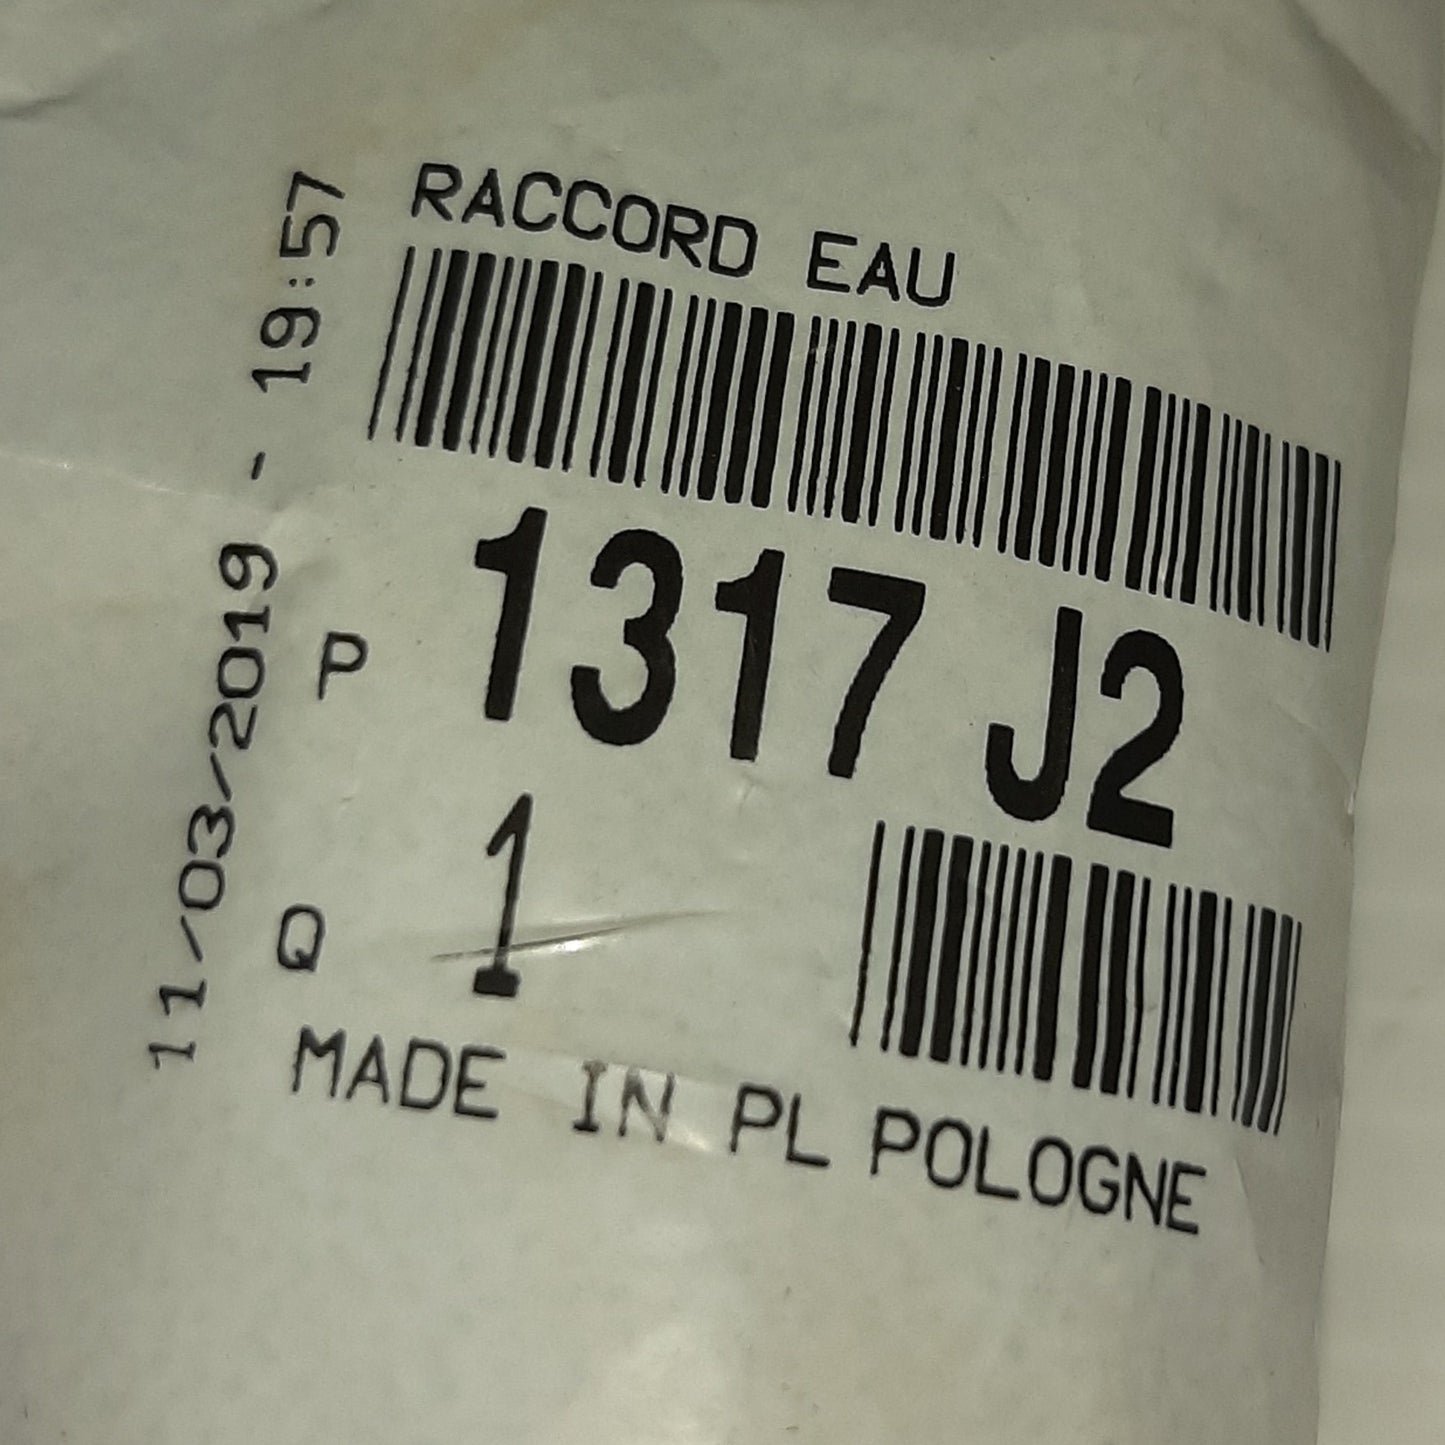 RACCORD EAU
P 1317 J2
Q 1
MADE IN PL POLOGNE
11/03/2019 - 19:57